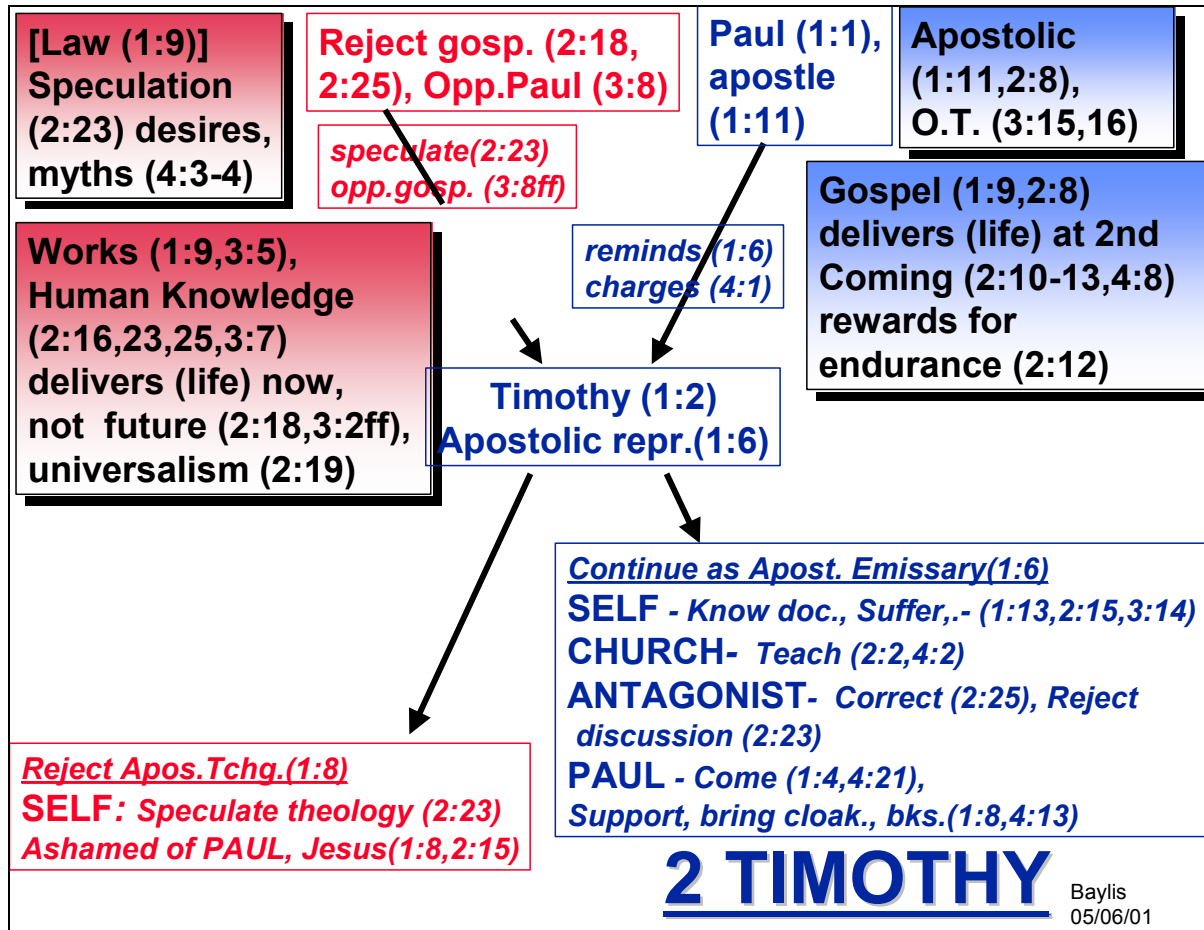 [Law (1:9)]
Speculation
(2:23) desires,
myths (4:3-4)
Reject gosp. (2:18,
2:25), Opp.Paul (3:8)
speculate(2:23)
opp.gosp. (3:8ff)
Paul (1:1),
apostle
(1:11)
Apostolic
(1:11,2:8),
O.T. (3:15,16)
Works (1:9,3:5),
Human Knowledge
(2:16,23,25,3:7)
delivers (life) now,
not future (2:18,3:2ff),
universalism (2:19)
reminds (1:6)
charges (4:1)
Gospel (1:9,2:8)
delivers (life) at 2nd
Coming (2:10-13,4:8)
rewards for
endurance (2:12)
Timothy (1:2)
Apostolic repr.(1:6)
Reject Apos.Tchg.(1:8)
SELF: Speculate theology (2:23)
Ashamed of PAUL, Jesus(1:8,2:15)
Continue as Apost. Emissary(1:6)
SELF - Know doc., Suffer,.- (1:13,2:15,3:14)
CHURCH- Teach (2:2,4:2)
ANTAGONIST- Correct (2:25), Reject
discussion (2:23)
PAUL - Come (1:4,4:21),
Support, bring cloak., bks.(1:8,4:13)
2 TIMOTHY
Baylis
05/06/01